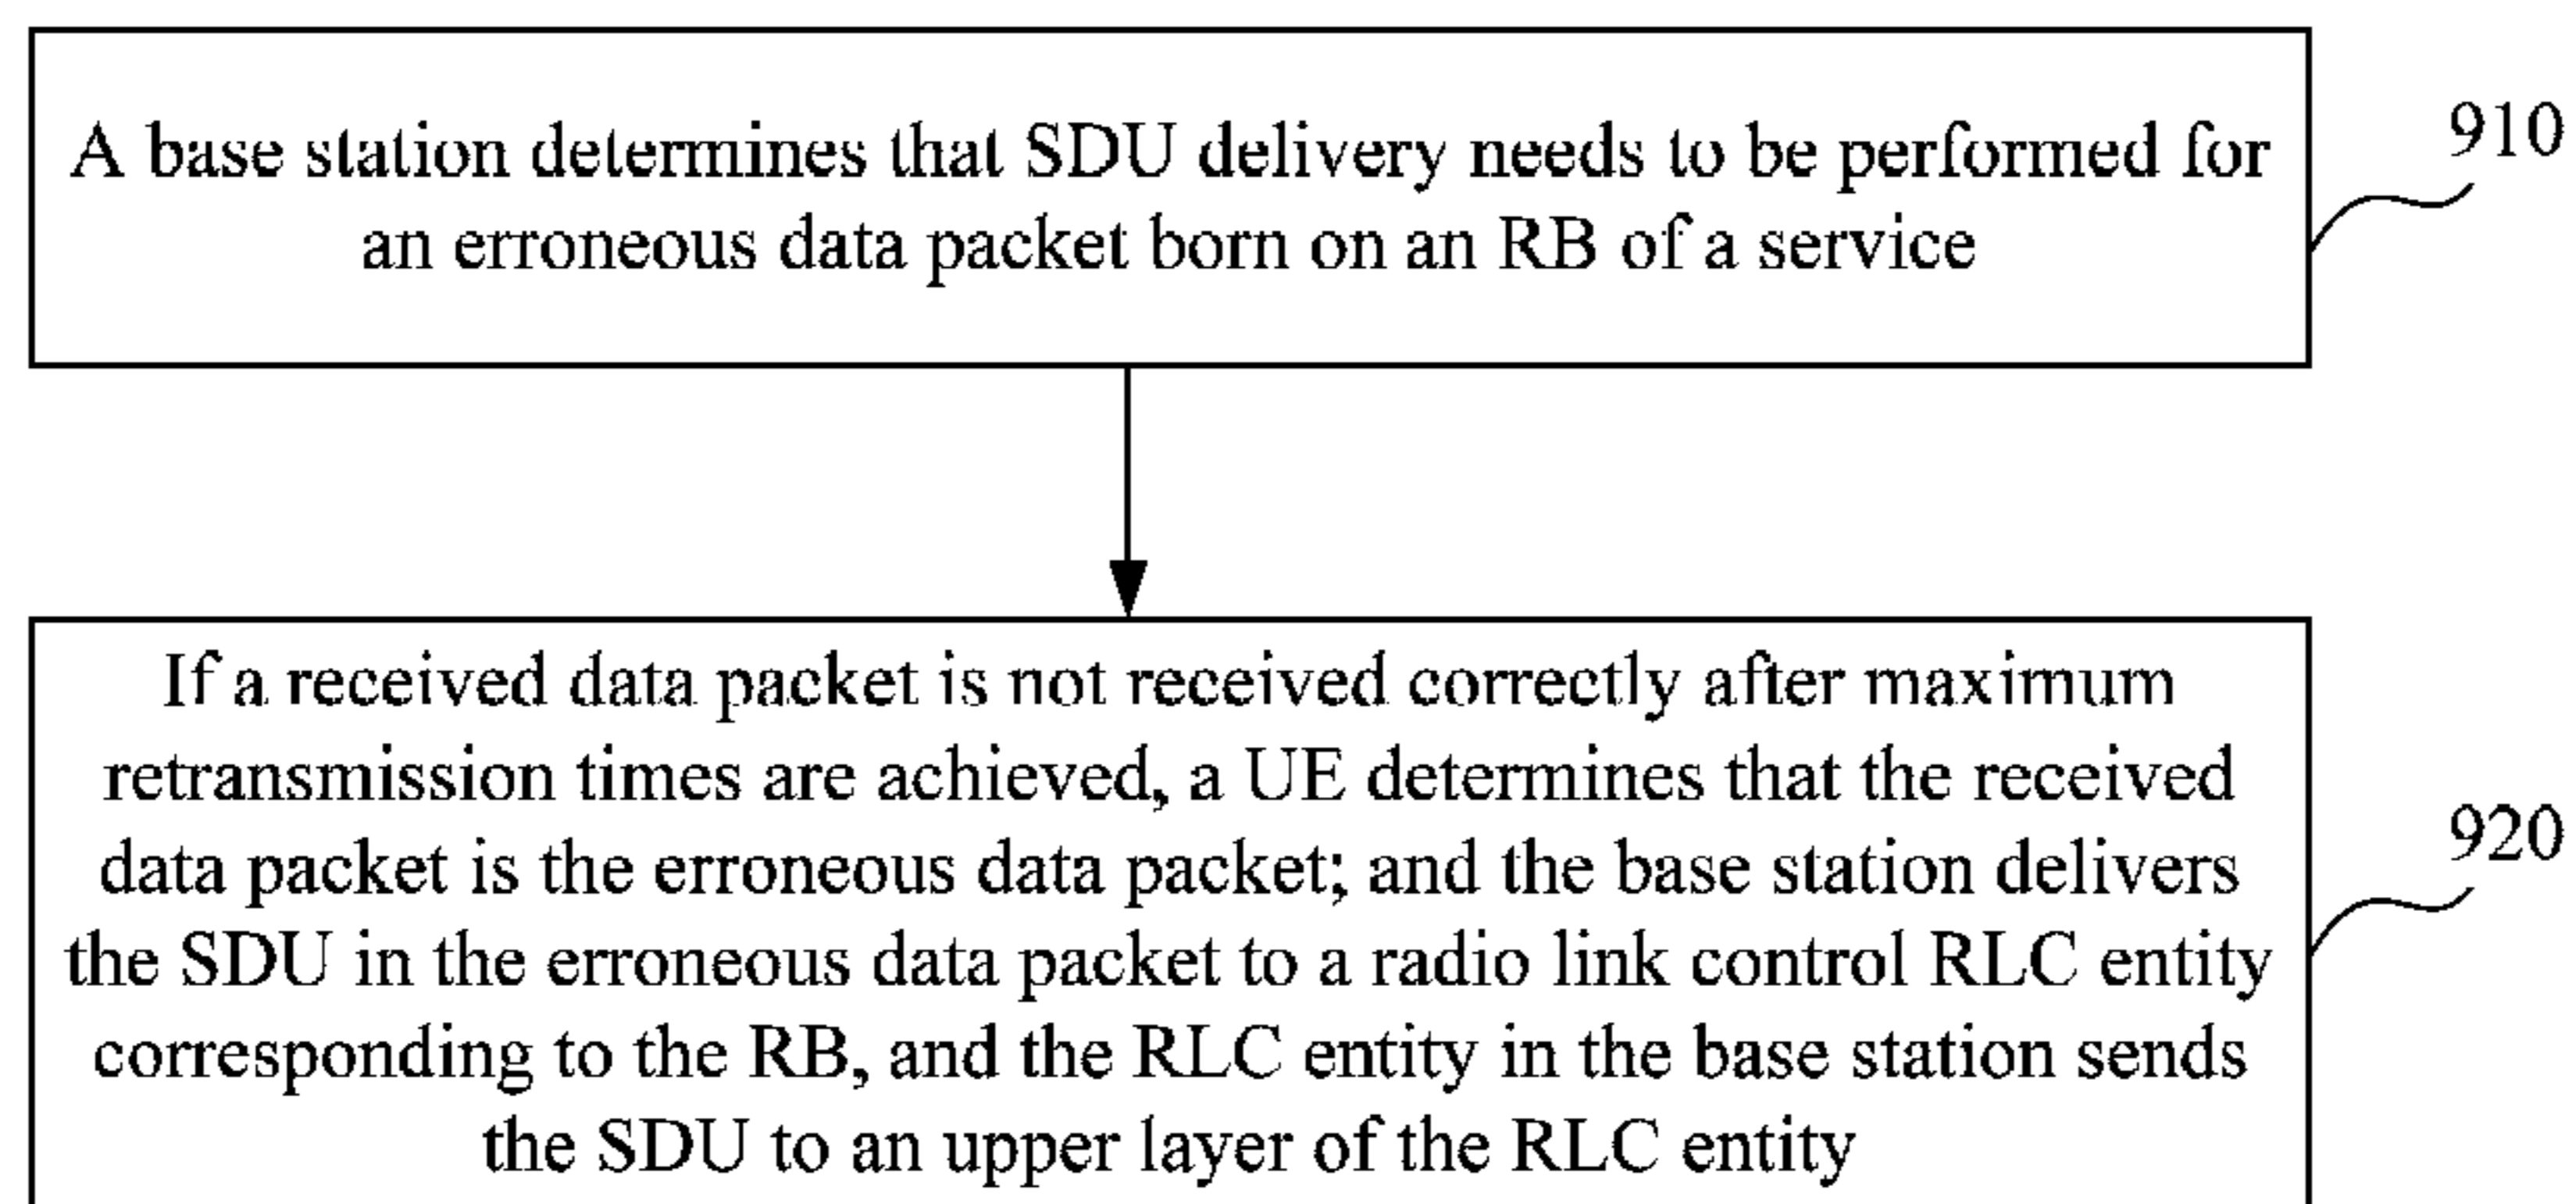 A base station determines that SDU delivery needs to be performed for
an erroneous data packet born on an RB of a service
910
If a received data packet is not received correctly after maximum
retransmission times are achieved, a UE determines that the received
data packet is the erroneous data packet; and the base station delivers
the SDU in the erroneous data packet to a radio link control RLC entity
corresponding to the RB, and the RLC entity in the base station sends
the SDU to an upper layer of the RLC entity
920